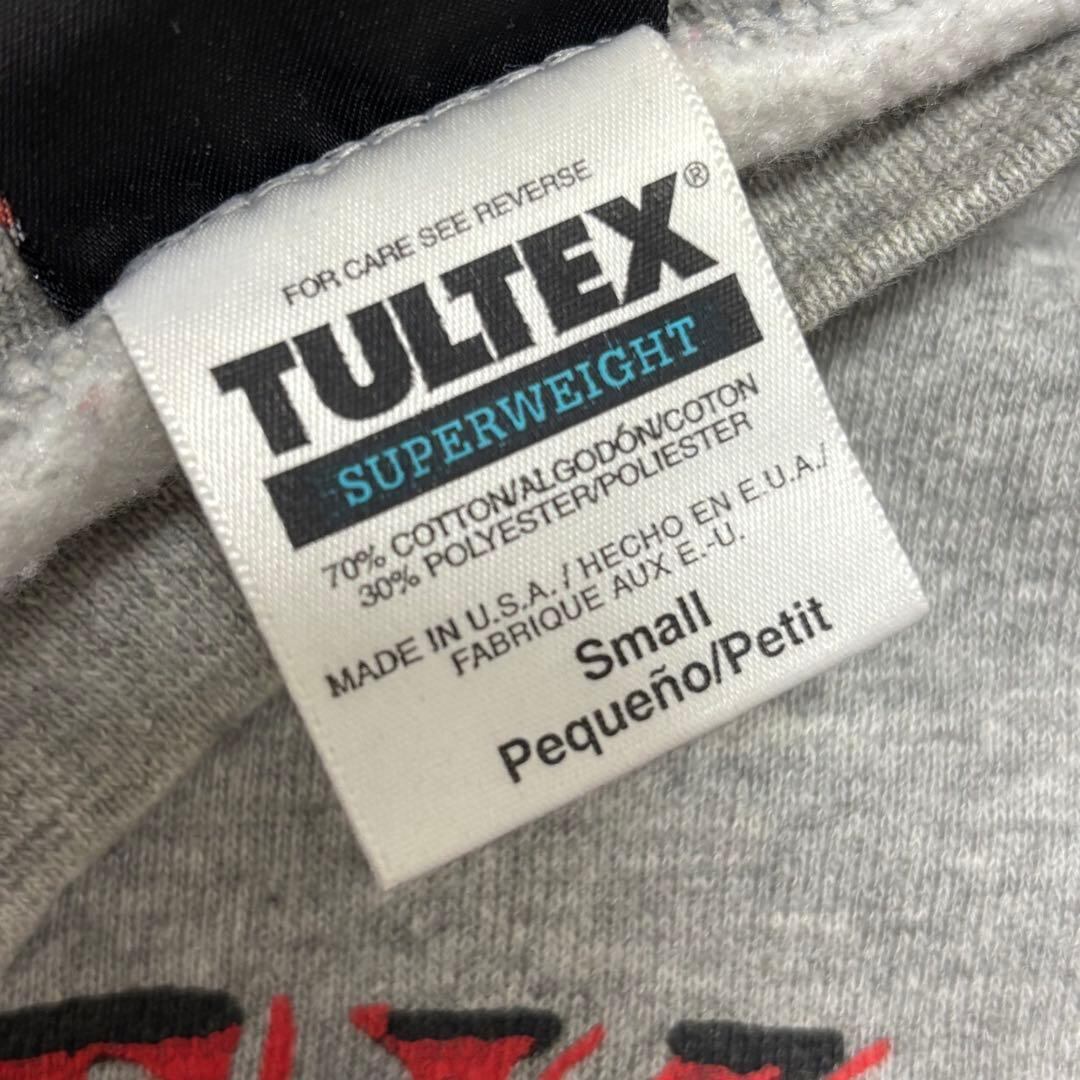 FOR CARE SEE REVERSE
TULTEX®
SUPERWEIGHT
70% COTTON/ALGODÓN/COTON
30% POLYESTER/POLIESTER
MADE IN U.S.A. / HECHO EN E.U.A./
FABRIQUE AUX E.-U.
Small
Pequeño/Petit